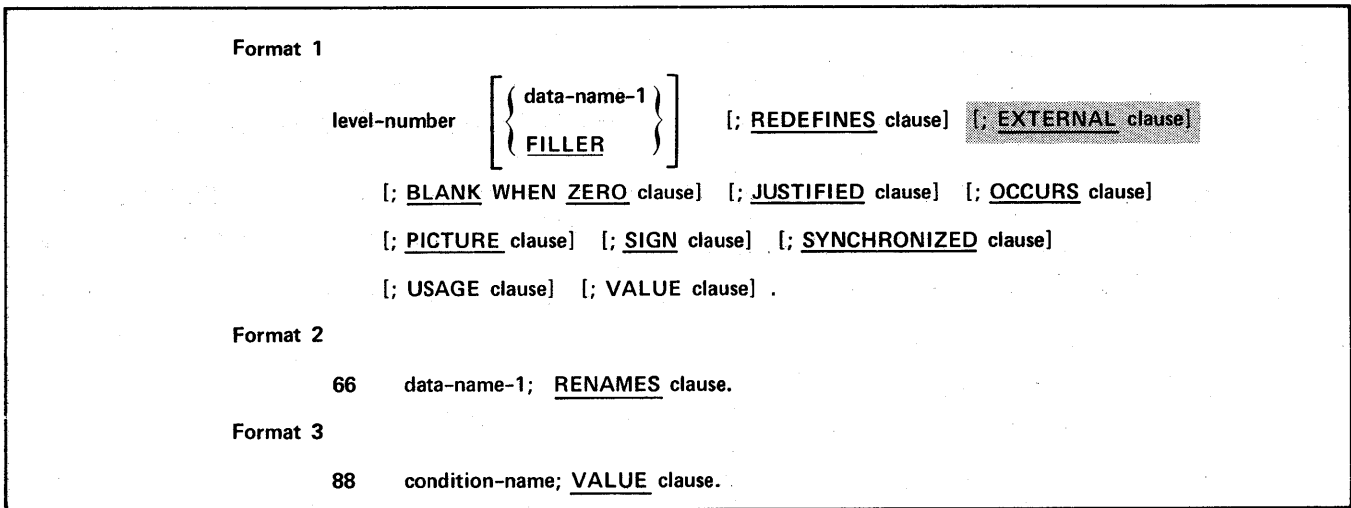 Format 1
level-number [ { data-name-1
FILLER } ] [; REDEFINES clause] [; EXTERNAL clause]
[; BLANK WHEN ZERO clause] [; JUSTIFIED clause] [; OCCURS clause]
[; PICTURE clause] [; SIGN clause] [; SYNCHRONIZED clause]
[; USAGE clause] [; VALUE clause] .
Format 2
66 data-name-1; RENAMES clause.
Format 3
88 condition-name; VALUE clause.